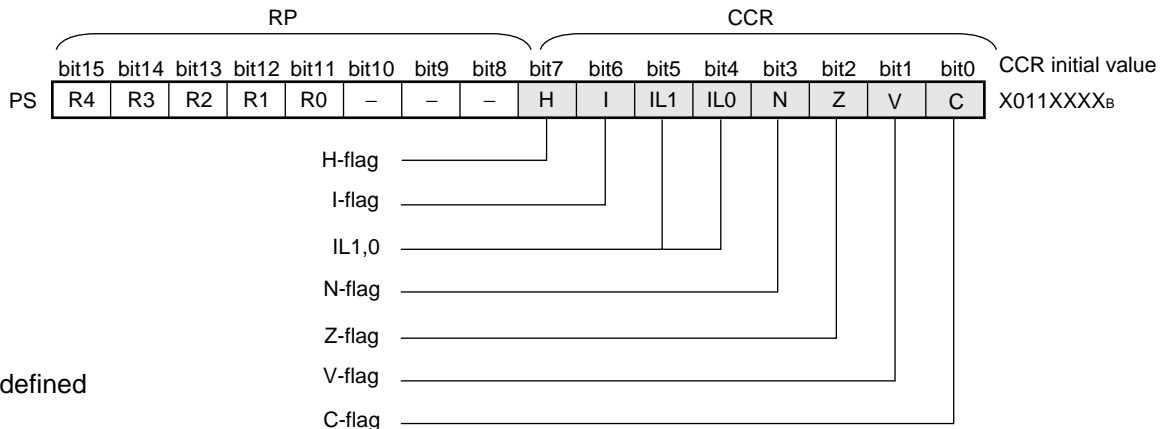 RP CCR
bit15 bit14 bit13 bit12 bit11 bit10 bit9 bit8 bit7 bit6 bit5 bit4 bit3 bit2 bit1 bit0 CCR initial value
PS R4 R3 R2 R1 R0 – – – H I IL1 IL0 N Z V C X011XXXXB
H-flag
I-flag
IL1,0
N-flag
Z-flag
defined
V-flag
C-flag